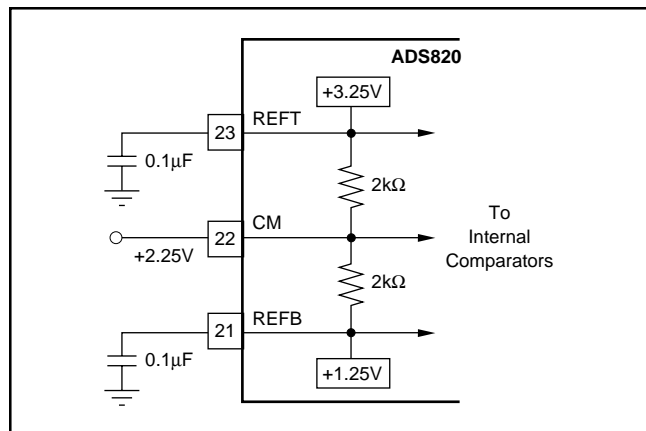 ADS820
+3.25V
23
REFT
0.1µF
2kΩ
22
CM
+2.25V
To
Internal
Comparators
2kΩ
21
REFB
0.1µF
+1.25V